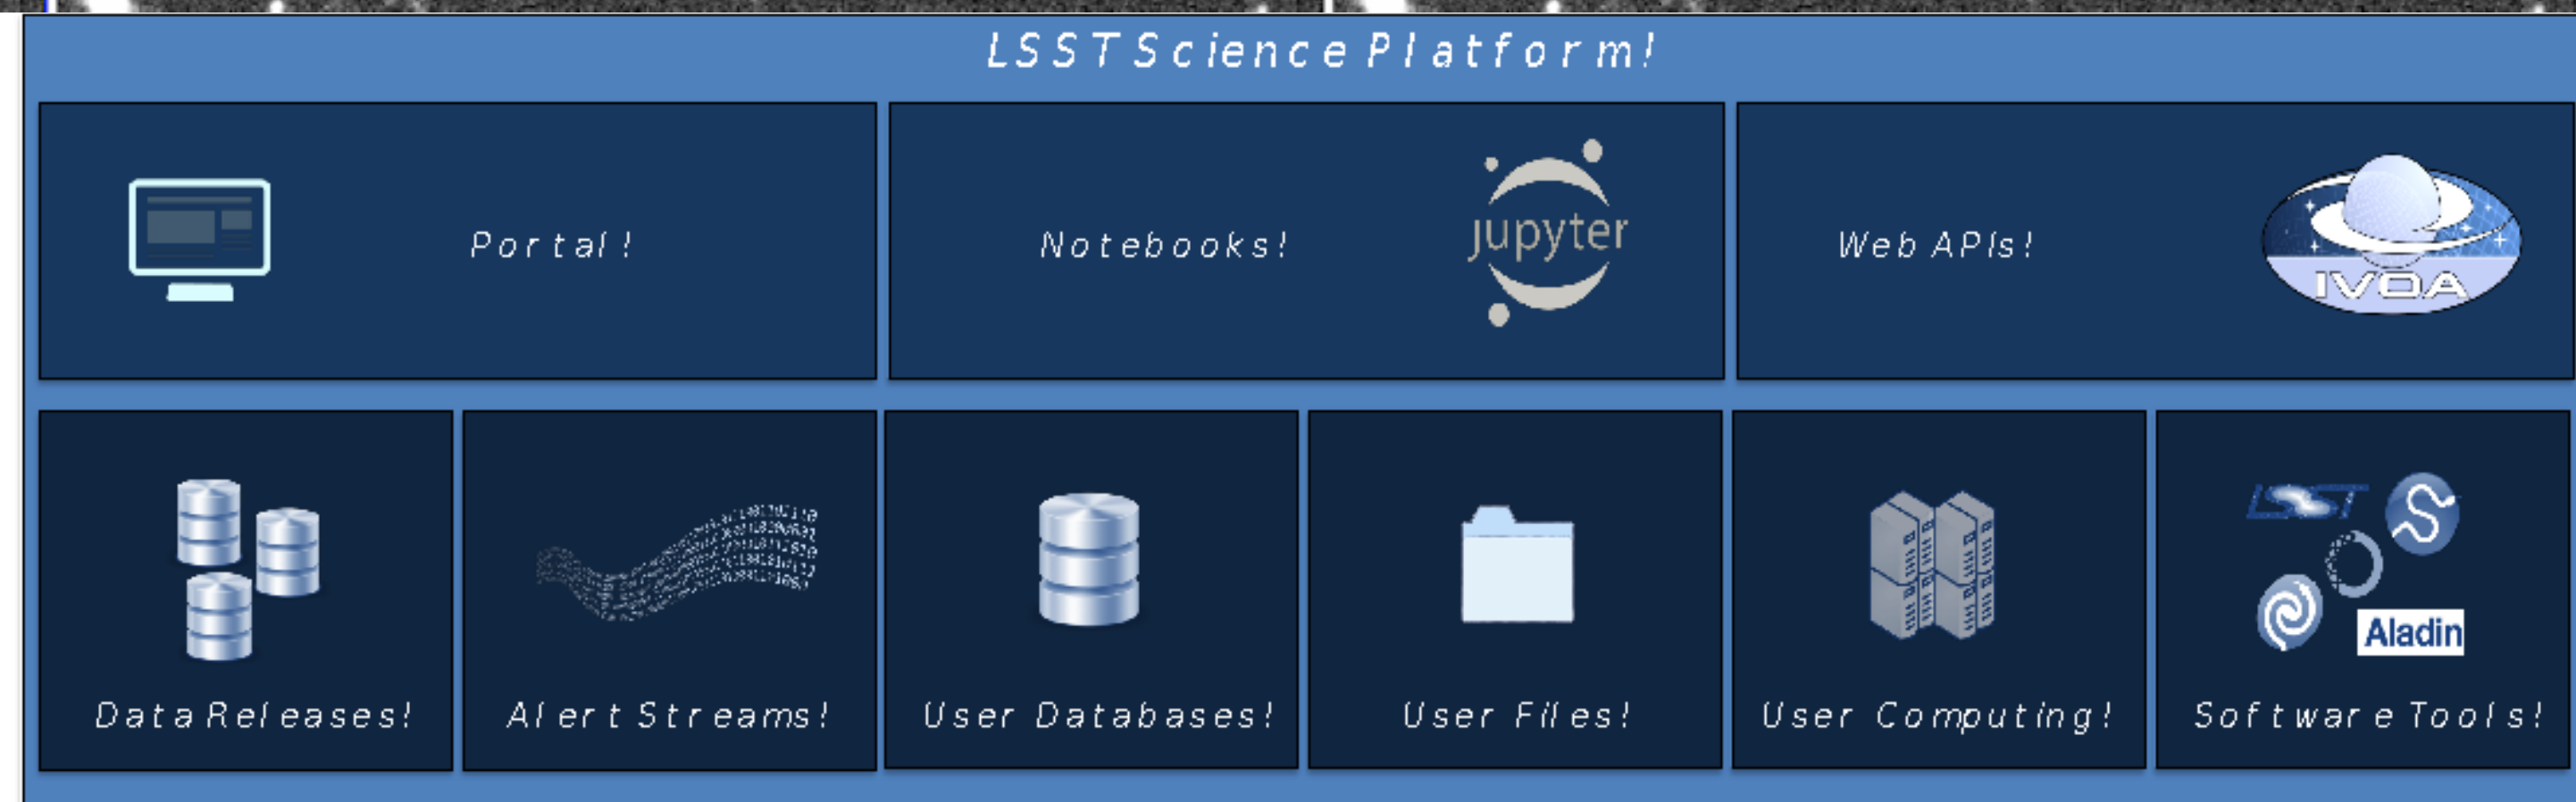 LSST Science Platform!
Portal!
Notebooks!
jupyter
Web APIs!
IVOA
LSST
Aladin
Data Releases!
Alert Streams!
User Databases!
User Files!
User Computing!
Software Tools!